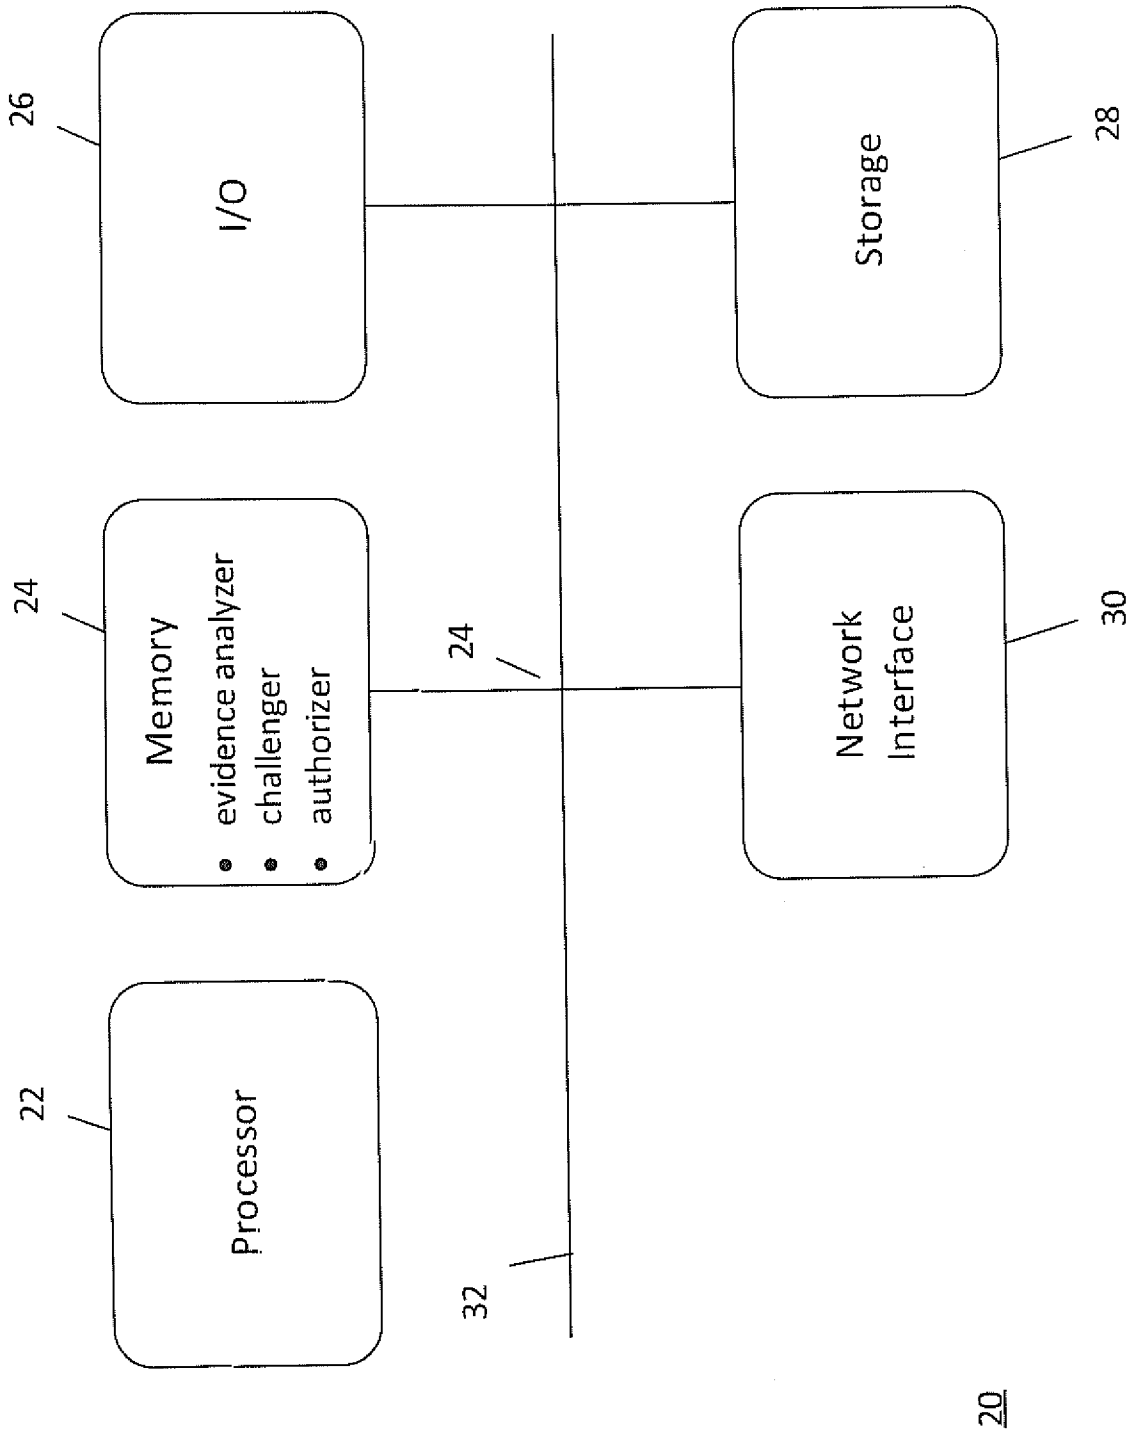 22
24
26
Processor
Memory
• evidence analyzer
• challenger
• authorizer
I/O
32
24
Network
Interface
Storage
30
28
20